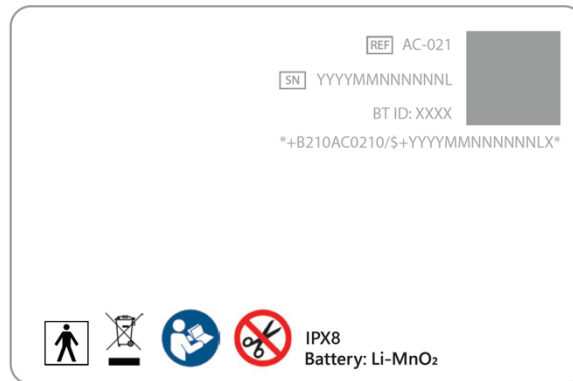 REF AC-021
SN YYYYMMNNNNNNL
BT ID: XXXX
*+B210AC0210/$+YYYYMMNNNNNNLX*
IPX8
Battery: Li-MnO₂